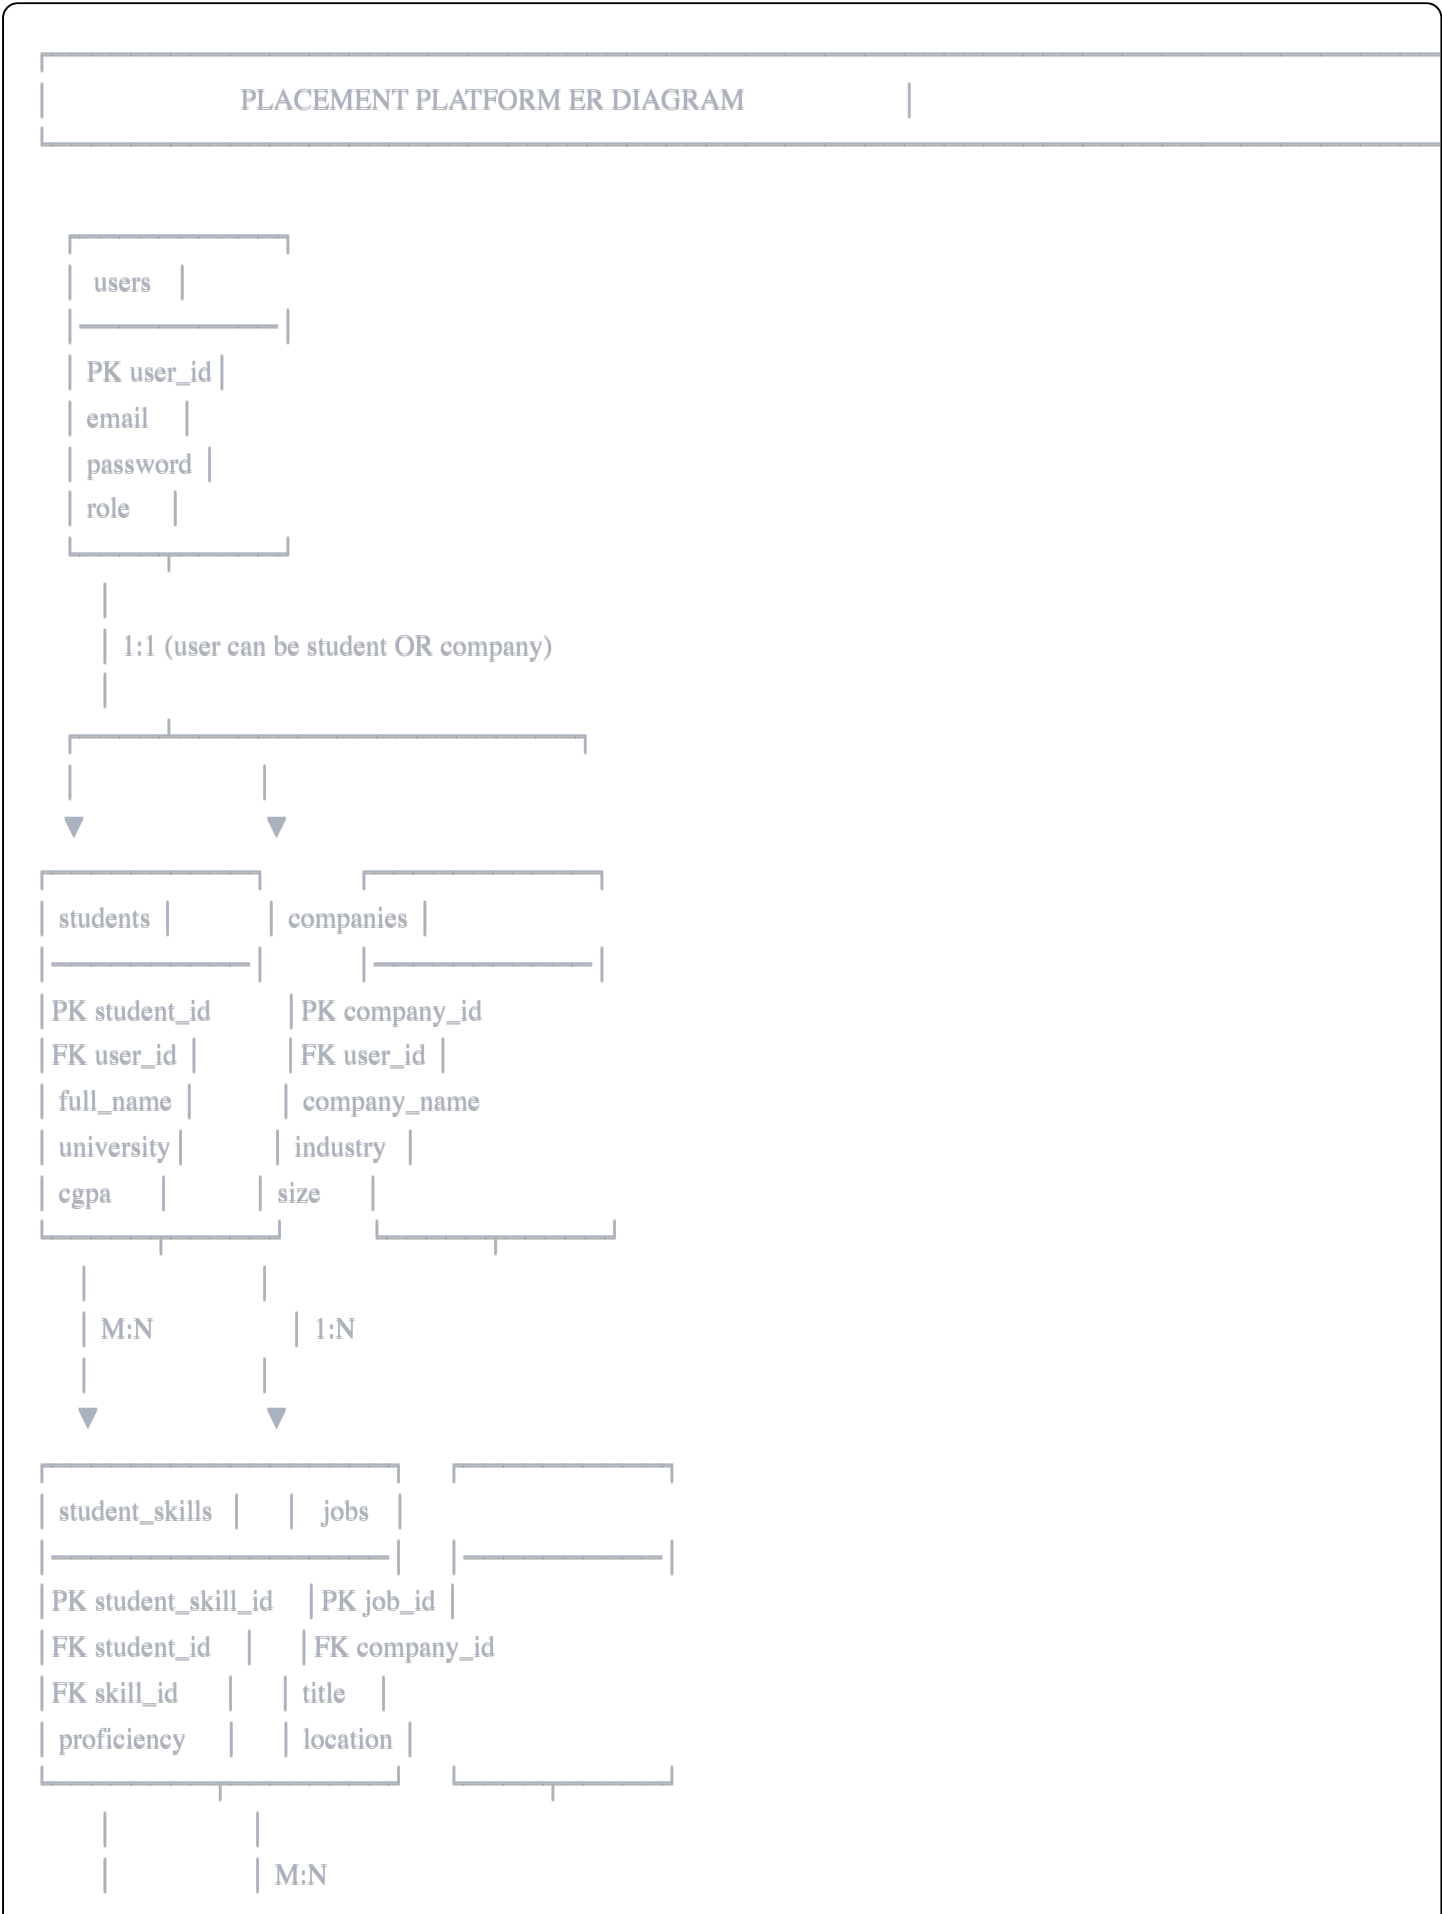 PLACEMENT PLATFORM ER DIAGRAM
users
PK user_id
email
password
role
1:1 (user can be student OR company)
students companies
PK student_id PK company_id
FK user_id FK user_id
full_name company_name
university industry
cgpa size
M:N 1:N
student_skills jobs
PK student_skill_id PK job_id
FK student_id FK company_id
FK skill_id title
proficiency location
M:N